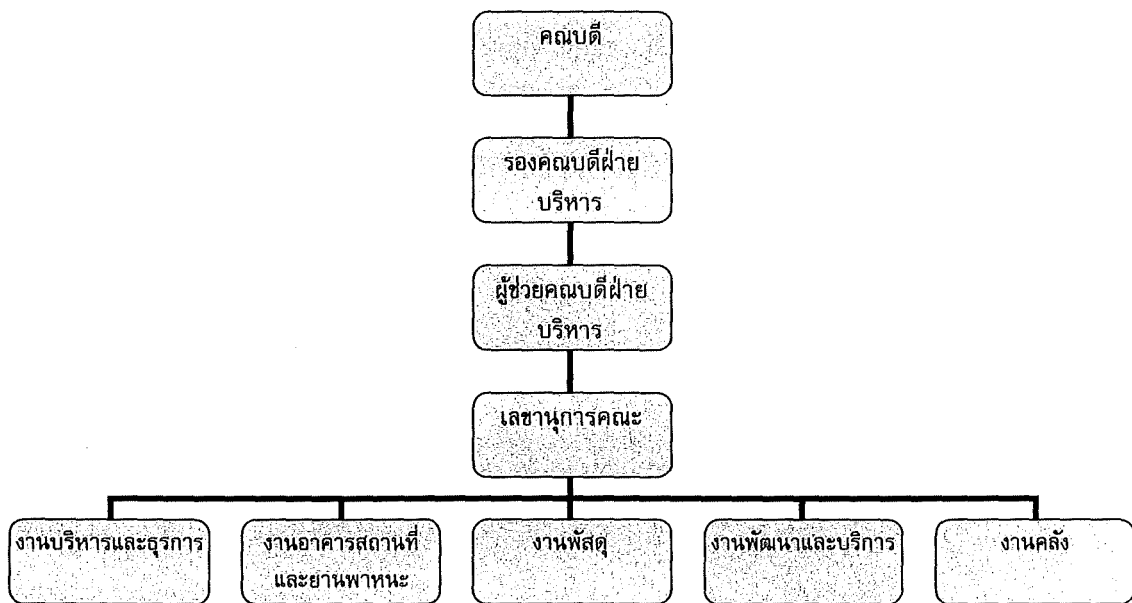 คณบดี
รองคณบดีฝ่าย
บริหาร
ผู้ช่วยคณบดีฝ่าย
บริหาร
เลขานุการคณะ
งานบริหารและธุรการ
งานอาคารสถานที่
และยานพาหนะ
งานพัสดุ
งานพัฒนาและบริการ
งานคลัง